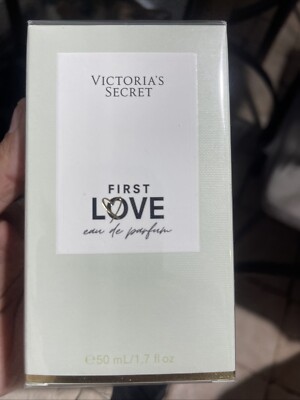 VICTORIA'S
SECRET
FIRST
LOVE
eau de parfum
℮50 mL/1.7 fl oz